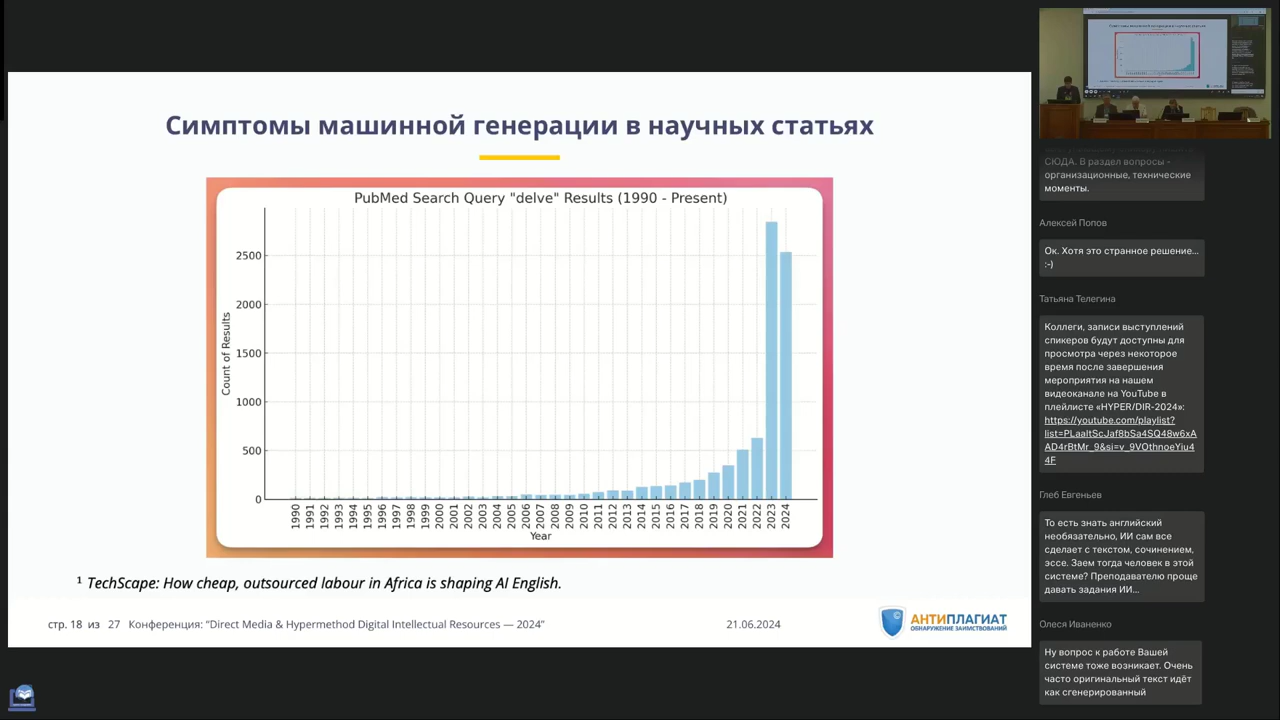 Симптомы машинной генерации в научных статьях
PubMed Search Query "delve" Results (1990 - Present)
Count of Results
2500
2000
1500
1000
500
0
1990 1991 1992 1993 1994 1995 1996 1997 1998 1999 2000 2001 2002 2003 2004 2005 2006 2007 2008 2009 2010 2011 2012 2013 2014 2015 2016 2017 2018 2019 2020 2021 2022 2023 2024
Year
1 TechScape: How cheap, outsourced labour in Africa is shaping AI English.
стр. 18 из 27 Конференция: "Direct Media & Hypermethod Digital Intellectual Resources — 2024"
21.06.2024
АНТИПЛАГИАТ
ОБНАРУЖЕНИЕ ЗАИМСТВОВАНИЙ
СЮДА. В раздел вопросы -
организационные, технические
моменты.
Алексей Попов
Ок. Хотя это странное решение...
:-)
Татьяна Телегина
Коллеги, записи выступлений
спикеров будут доступны для
просмотра через некоторое
время после завершения
мероприятия на нашем
видеоканале на YouTube в
плейлисте «HYPER/DIR-2024»:
https://youtube.com/playlist?
list=PLaaltScJaf8bSa4SQ48w6xA
AD4rBtMr_9&si=v_9VOthnoeYiu4
4F
Глеб Евгеньев
То есть знать английский
необязательно, ИИ сам все
сделает с текстом, сочинением,
эссе. Заем тогда человек в этой
системе? Преподавателю проще
давать задания ИИ...
Олеся Иваненко
Ну вопрос к работе Вашей
системе тоже возникает. Очень
часто оригинальный текст идёт
как сгенерированный